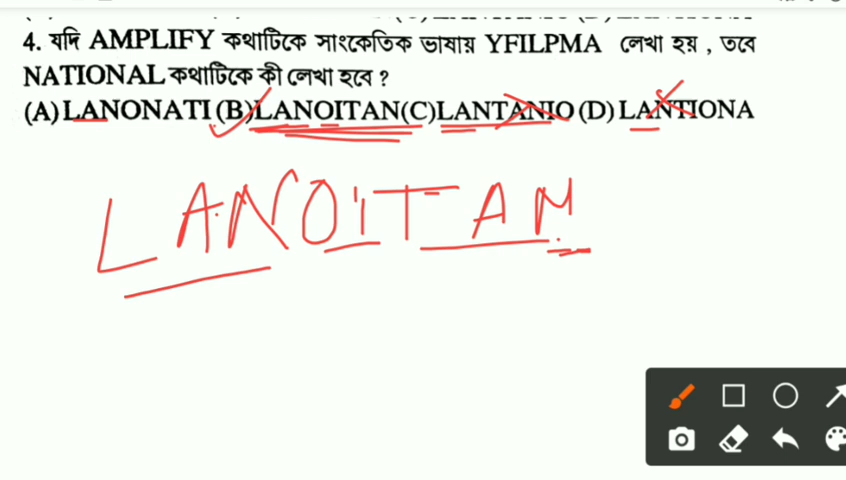 4. যদি AMPLIFY কথাটিকে সাংকেতিক ভাষায় YFILPMA লেখা হয় , তবে
NATIONAL কথাটিকে কী লেখা হবে ?
(A) LANONATI (B) LANOITAN (C) LANTANIO (D) LANTIONA
LANOITAN